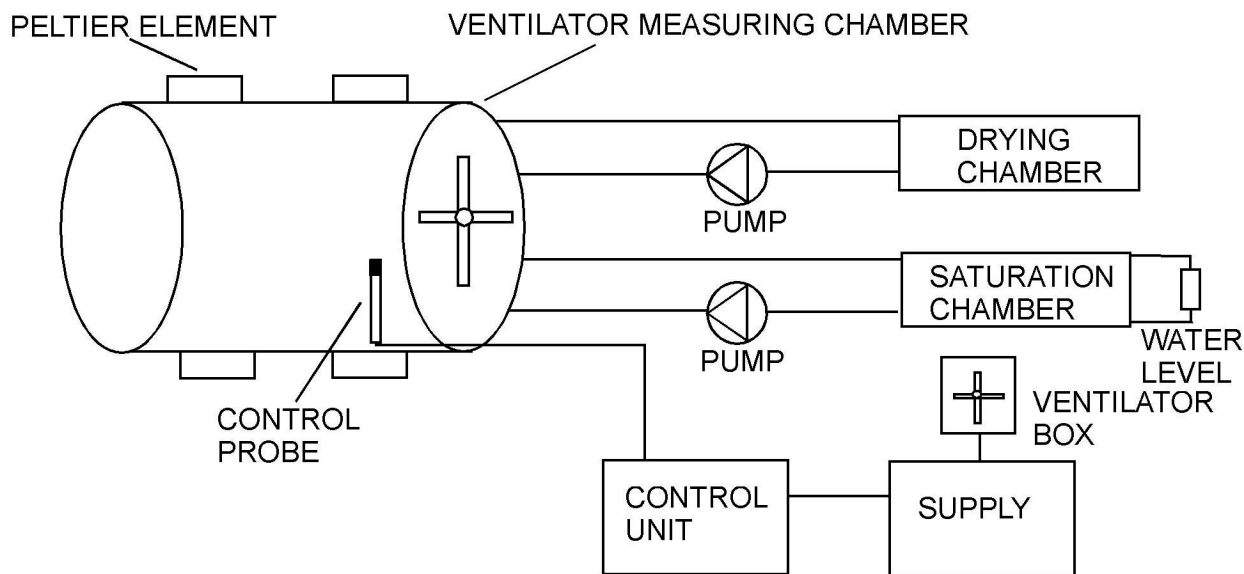 PELTIER ELEMENT
VENTILATOR MEASURING CHAMBER
DRYING
CHAMBER
PUMP
SATURATION
CHAMBER
PUMP
WATER
LEVEL
VENTILATOR
BOX
CONTROL
PROBE
CONTROL
UNIT
SUPPLY